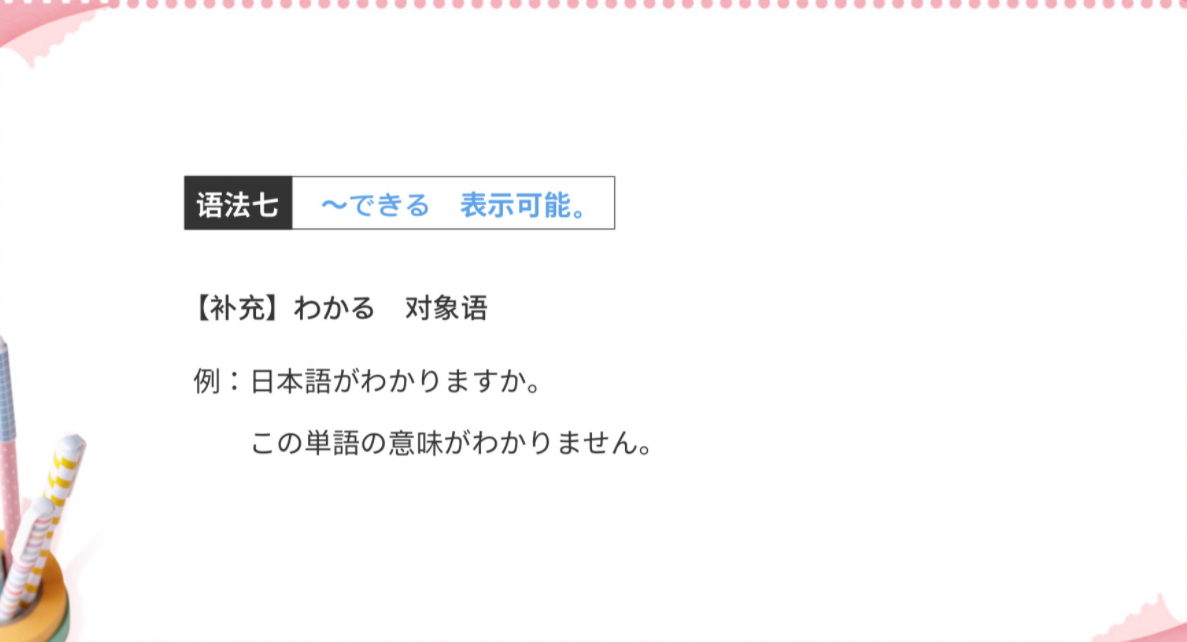 语法七 ～できる　表示可能。
【补充】わかる　对象语
例：日本語がわかりますか。
この単語の意味がわかりません。